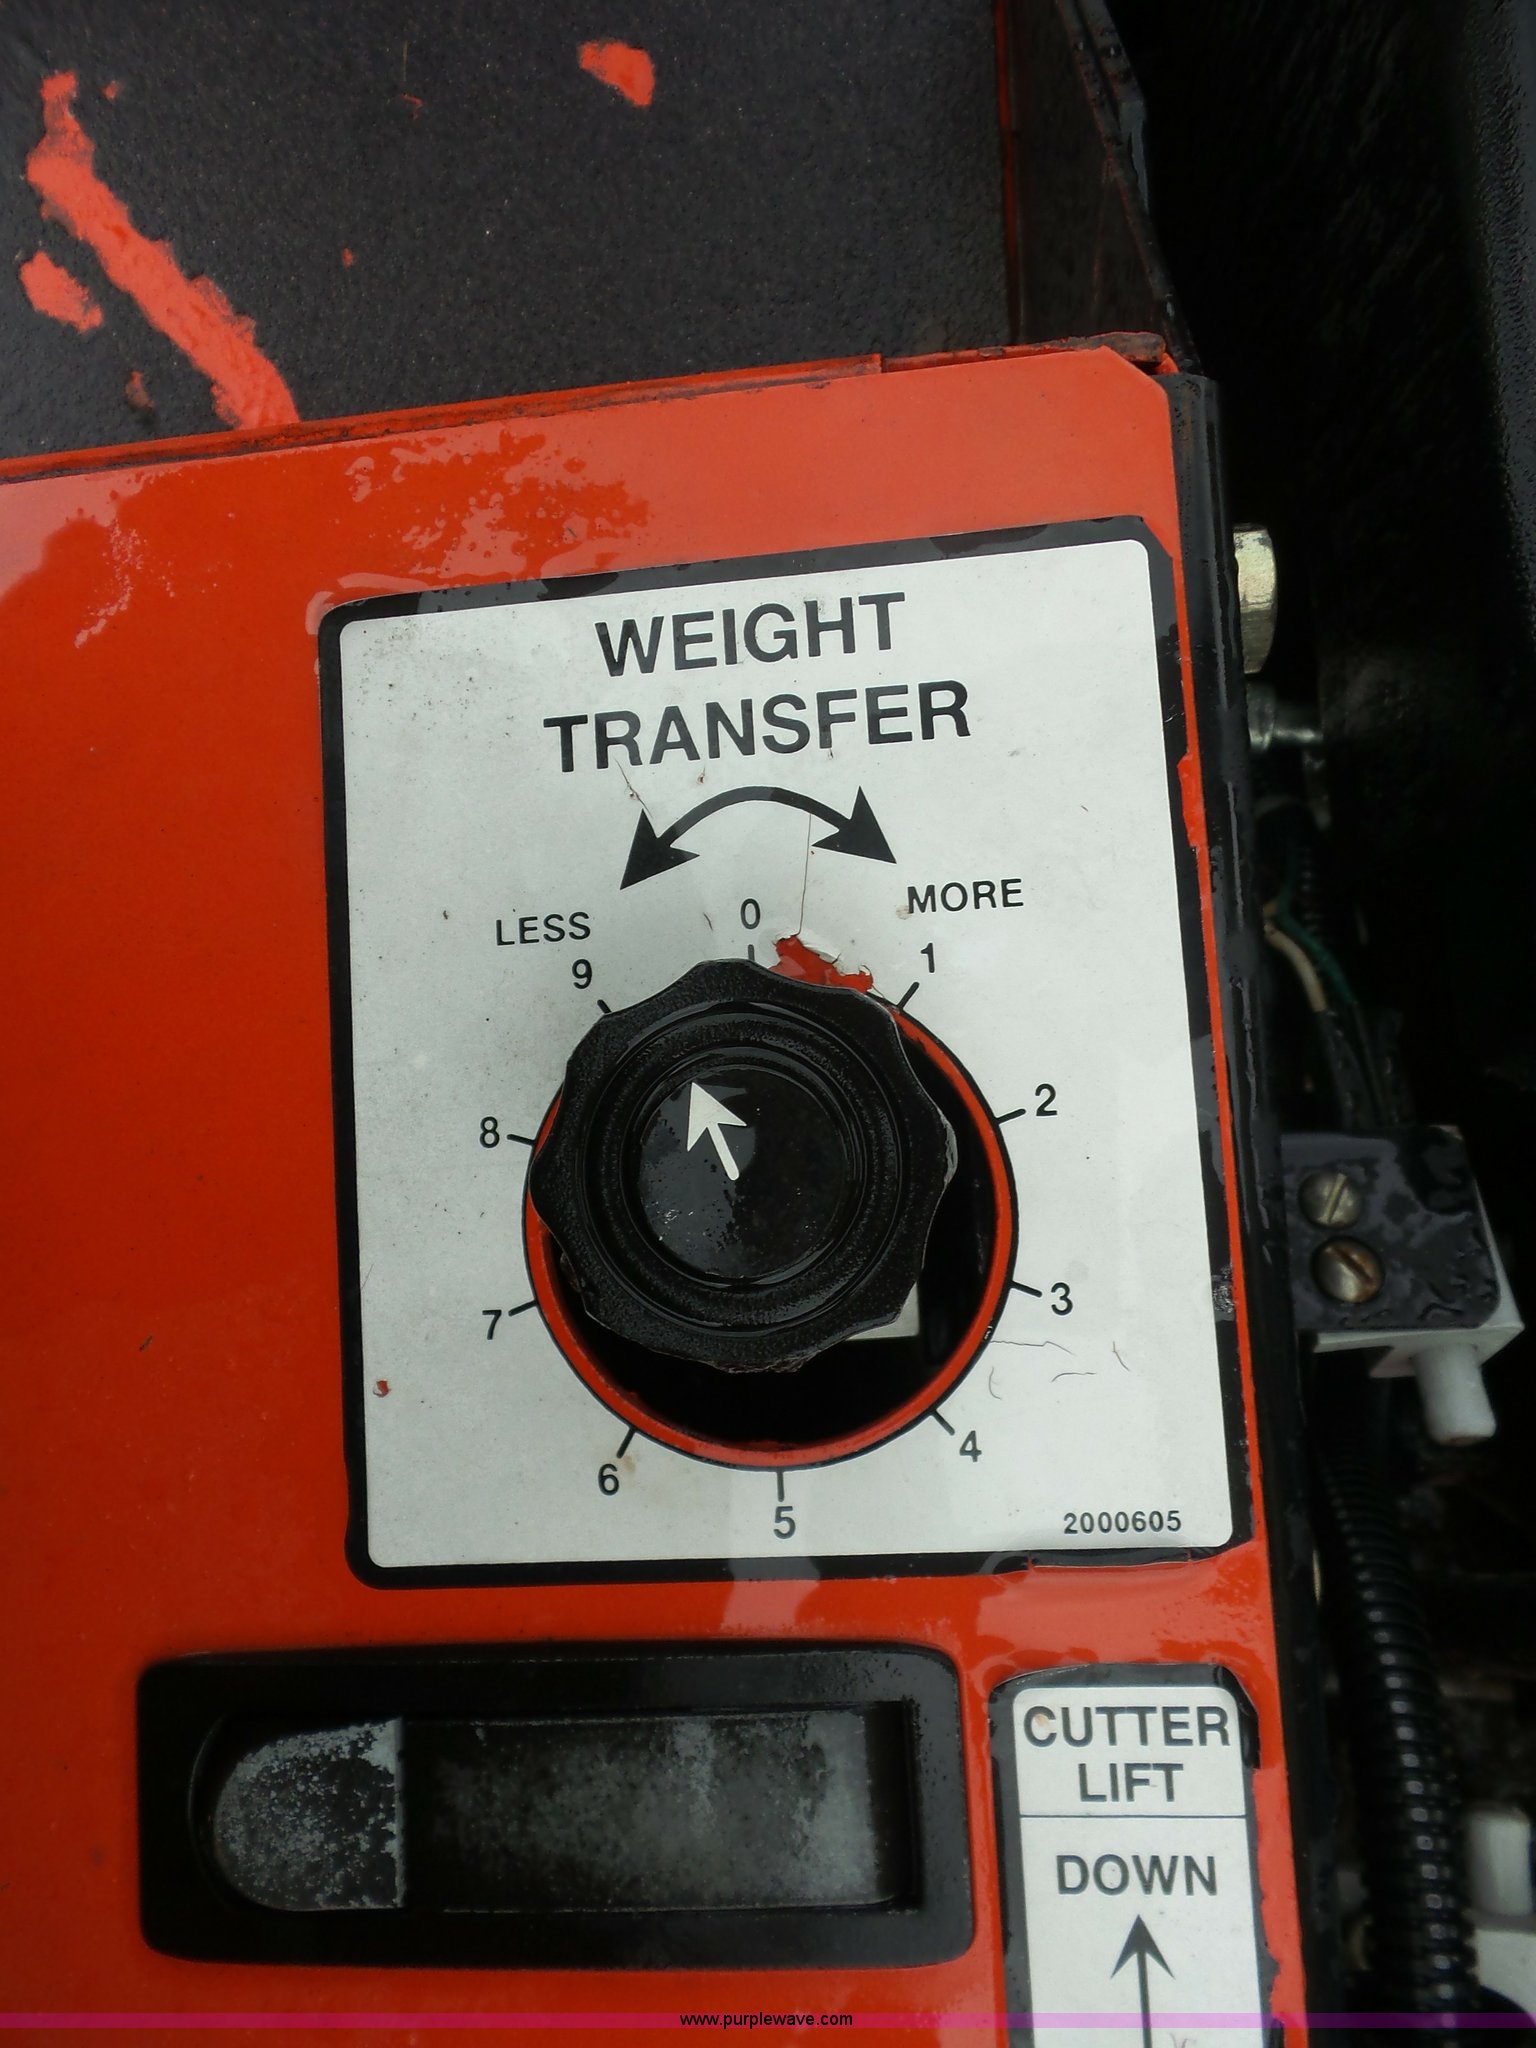 WEIGHT
TRANSFER
LESS
MORE
0
1
2
3
4
5
6
7
8
9
2000605
CUTTER
LIFT
DOWN
www.purplewave.com